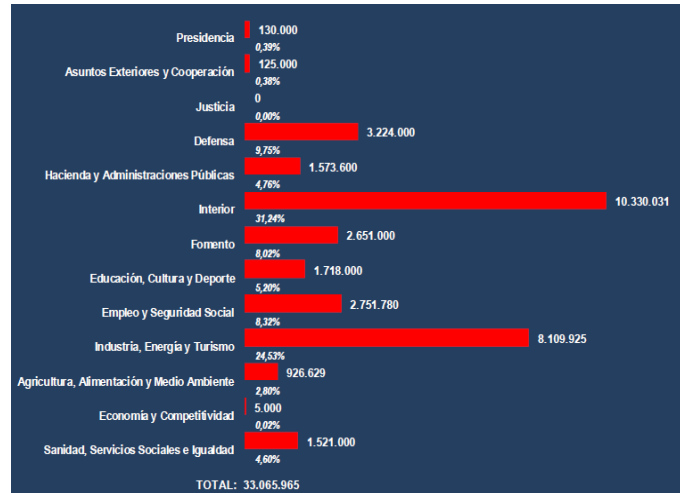 Presidencia
130.000
0,39%
Asuntos Exteriores y Cooperación
125.000
0,38%
Justicia
0
0,00%
Defensa
3.224.000
9,75%
Hacienda y Administraciones Públicas
1.573.600
4,76%
Interior
10.330.031
31,24%
Fomento
2.651.000
8,02%
Educación, Cultura y Deporte
1.718.000
5,20%
Empleo y Seguridad Social
2.751.780
8,32%
Industria, Energía y Turismo
8.109.925
24,53%
Agricultura, Alimentación y Medio Ambiente
926.629
2,80%
Economía y Competitividad
5.000
0,02%
Sanidad, Servicios Sociales e Igualdad
1.521.000
4,60%
TOTAL: 33.065.965